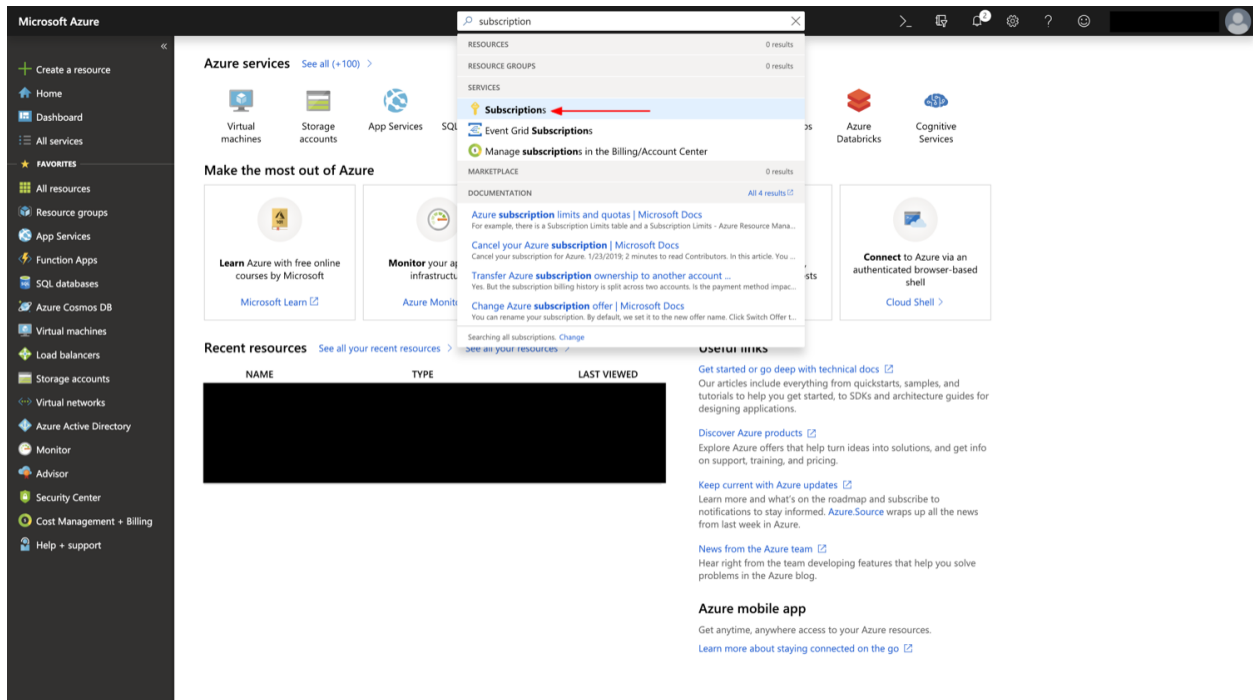 Microsoft Azure
subscription
2
«
Create a resource
Home
Dashboard
All services
FAVORITES
All resources
Resource groups
App Services
Function Apps
SQL databases
Azure Cosmos DB
Virtual machines
Load balancers
Storage accounts
Virtual networks
Azure Active Directory
Monitor
Advisor
Security Center
Cost Management + Billing
Help + support
Azure services See all (+100) >
Virtual machines
Storage accounts
App Services
SQL
Azure Databricks
Cognitive Services
RESOURCES 0 results
RESOURCE GROUPS 0 results
SERVICES
Subscriptions
Event Grid Subscriptions
Manage subscriptions in the Billing/Account Center
MARKETPLACE 0 results
DOCUMENTATION All 4 results
Azure subscription limits and quotas | Microsoft Docs
For example, there is a Subscription Limits table and a Subscription Limits - Azure Resource Mana...
Cancel your Azure subscription | Microsoft Docs
Cancel your subscription for Azure. 1/23/2019; 2 minutes to read Contributors. In this article. You ...
Transfer Azure subscription ownership to another account ...
Yes. But the subscription billing history is split across two accounts. Is the payment method impac...
Change Azure subscription offer | Microsoft Docs
You can rename your subscription. By default, we set it to the new offer name. Click Switch Offer t...
Searching all subscriptions. Change
Make the most out of Azure
Learn Azure with free online
courses by Microsoft
Microsoft Learn
Monitor your
infrastructu
Azure Monit
Connect to Azure via an
authenticated browser-based
shell
Cloud Shell >
Recent resources See all your recent resources > See all your resources >
NAME TYPE LAST VIEWED
Useful links
Get started or go deep with technical docs
Our articles include everything from quickstarts, samples, and
tutorials to help you get started, to SDKs and architecture guides for
designing applications.
Discover Azure products
Explore Azure offers that help turn ideas into solutions, and get info
on support, training, and pricing.
Keep current with Azure updates
Learn more and what's on the roadmap and subscribe to
notifications to stay informed. Azure.Source wraps up all the news
from last week in Azure.
News from the Azure team
Hear right from the team developing features that help you solve
problems in the Azure blog.
Azure mobile app
Get anytime, anywhere access to your Azure resources.
Learn more about staying connected on the go